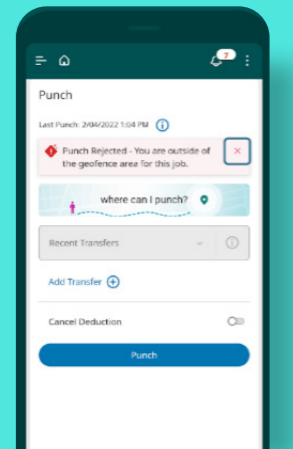 7
Punch
Last Punch: 2/04/2022 1:04 PM
Punch Rejected - You are outside of
the geofence area for this job.
where can I punch?
Recent Transfers
Add Transfer
Cancel Deduction
Punch